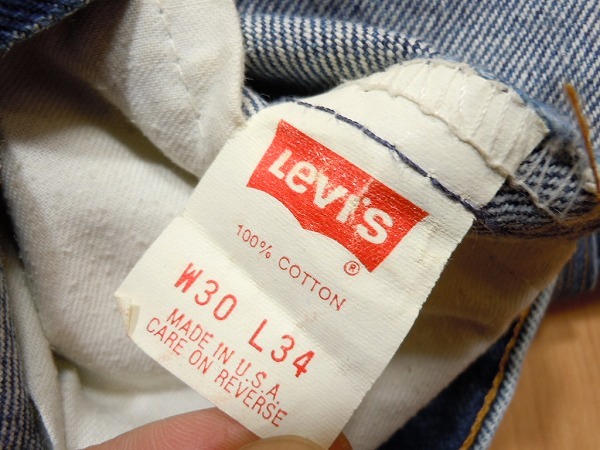 Levi's
®
100% COTTON
W30 L34
MADE IN U.S.A.
CARE ON REVERSE